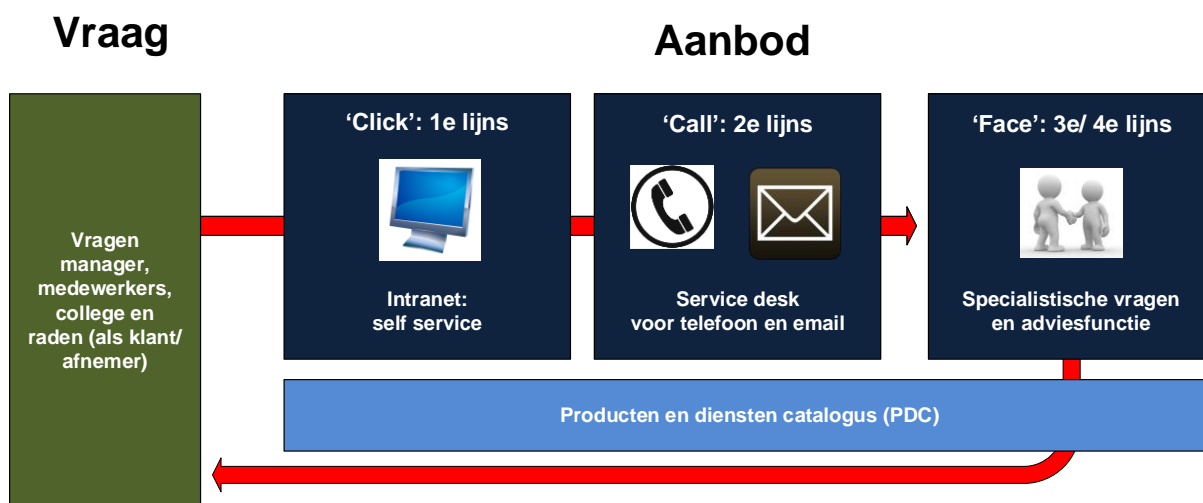 Vraag
Aanbod
Vragen
manager,
medewerkers,
college en
raden (als klant/
afnemer)
‘Click’: 1e lijns
Intranet:
self service
‘Call’: 2e lijns
Service desk
voor telefoon en email
‘Face’: 3e/ 4e lijns
Specialistische vragen
en adviesfunctie
Producten en diensten catalogus (PDC)